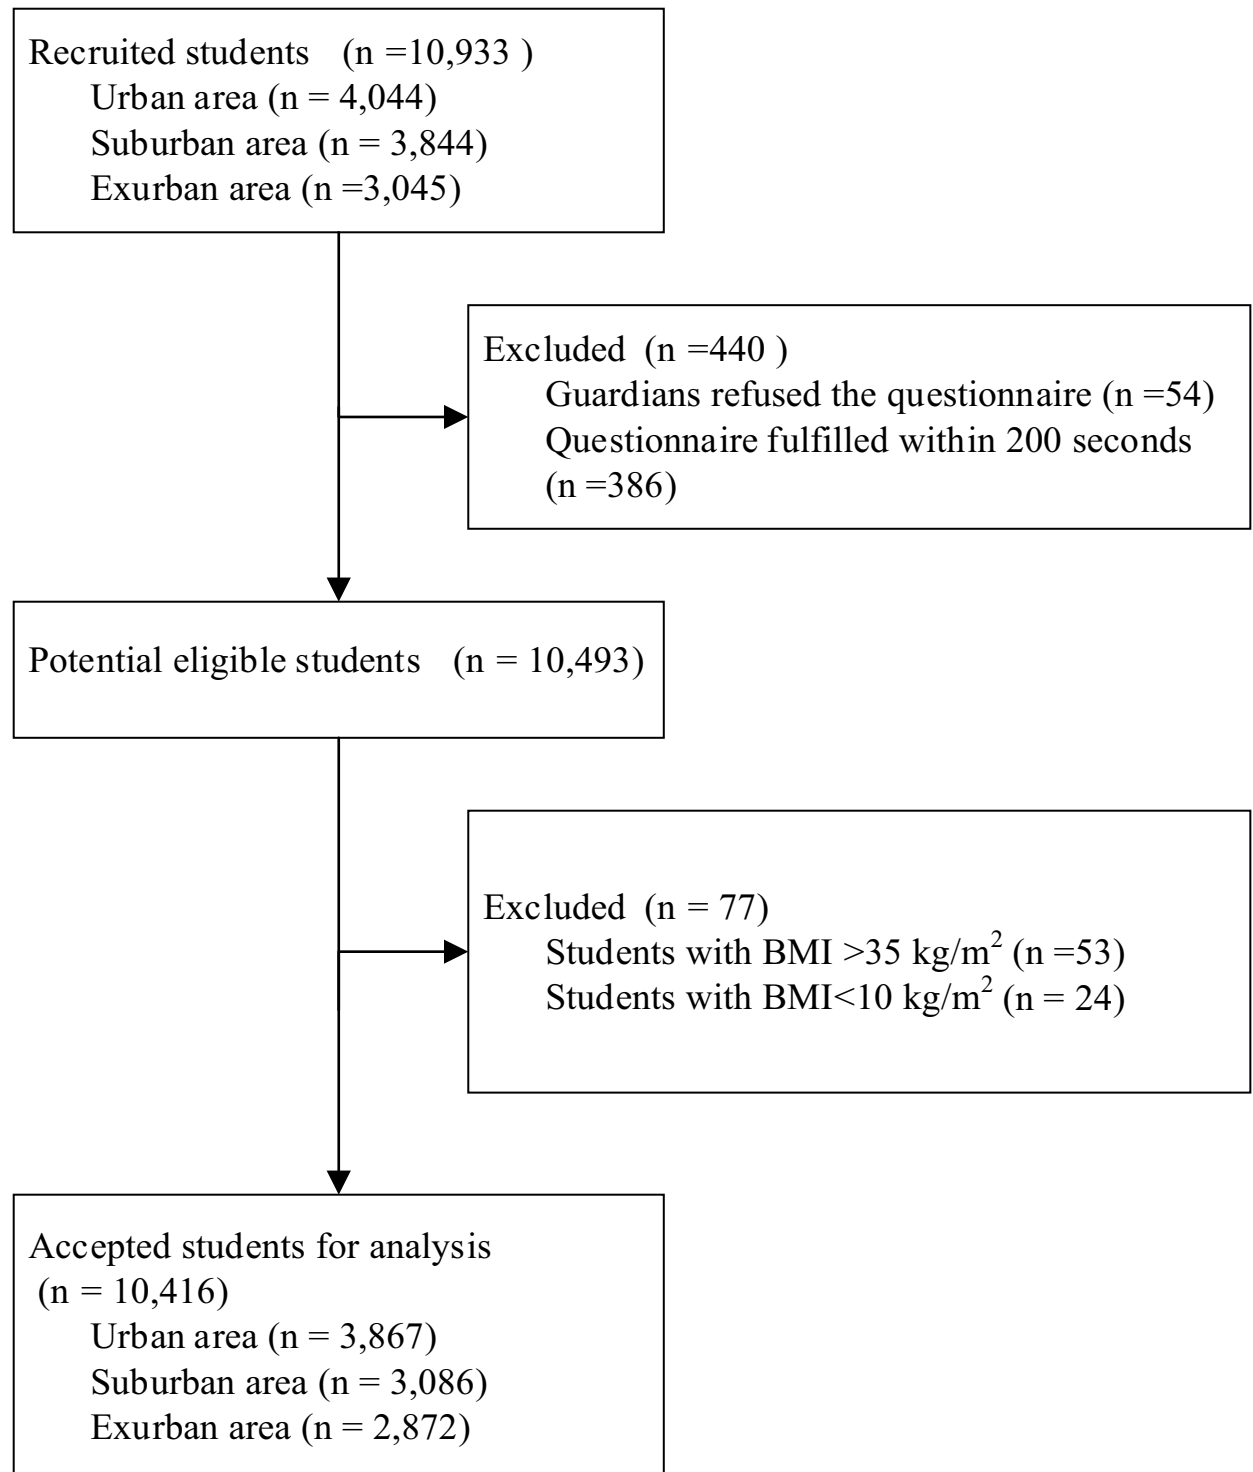 Recruited students (n =10,933 )
Urban area (n = 4,044)
Suburban area (n = 3,844)
Exurban area (n =3,045)
Excluded (n =440 )
Guardians refused the questionnaire (n =54)
Questionnaire fulfilled within 200 seconds
(n =386)
Potential eligible students (n = 10,493)
Excluded (n = 77)
Students with BMI >35 kg/m² (n =53)
Students with BMI<10 kg/m² (n = 24)
Accepted students for analysis
(n = 10,416)
Urban area (n = 3,867)
Suburban area (n = 3,086)
Exurban area (n = 2,872)